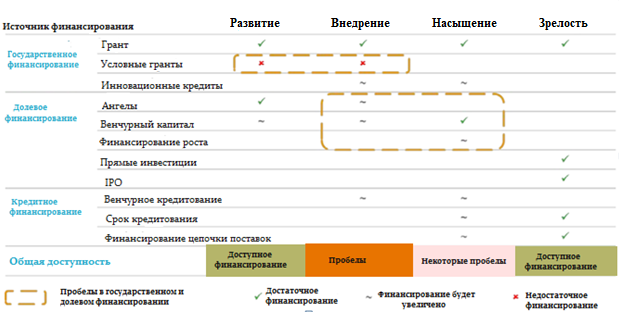 Источник финансирования Развитие Внедрение Насыщение Зрелость
Государственное финансирование
Грант ✓ ✓ ✓ ✓
Условные гранты × ×
Инновационные кредиты ~ ~
Долевое финансирование
Ангелы ✓ ~
Венчурный капитал ~ ~ ✓
Финансирование роста ~
Прямые инвестиции ✓
IPO ✓
Кредитное финансирование
Венчурное кредитование ~ ~
Срок кредитования ~ ✓
Финансирование цепочки поставок ~ ✓
Общая доступность
Доступное финансирование
Пробелы
Некоторые пробелы
Доступное финансирование
Пробелы в государственном и
долевом финансировании
✓ Достаточное
финансирование
~ Финансирование будет
увеличено
× Недостаточное
финансирование